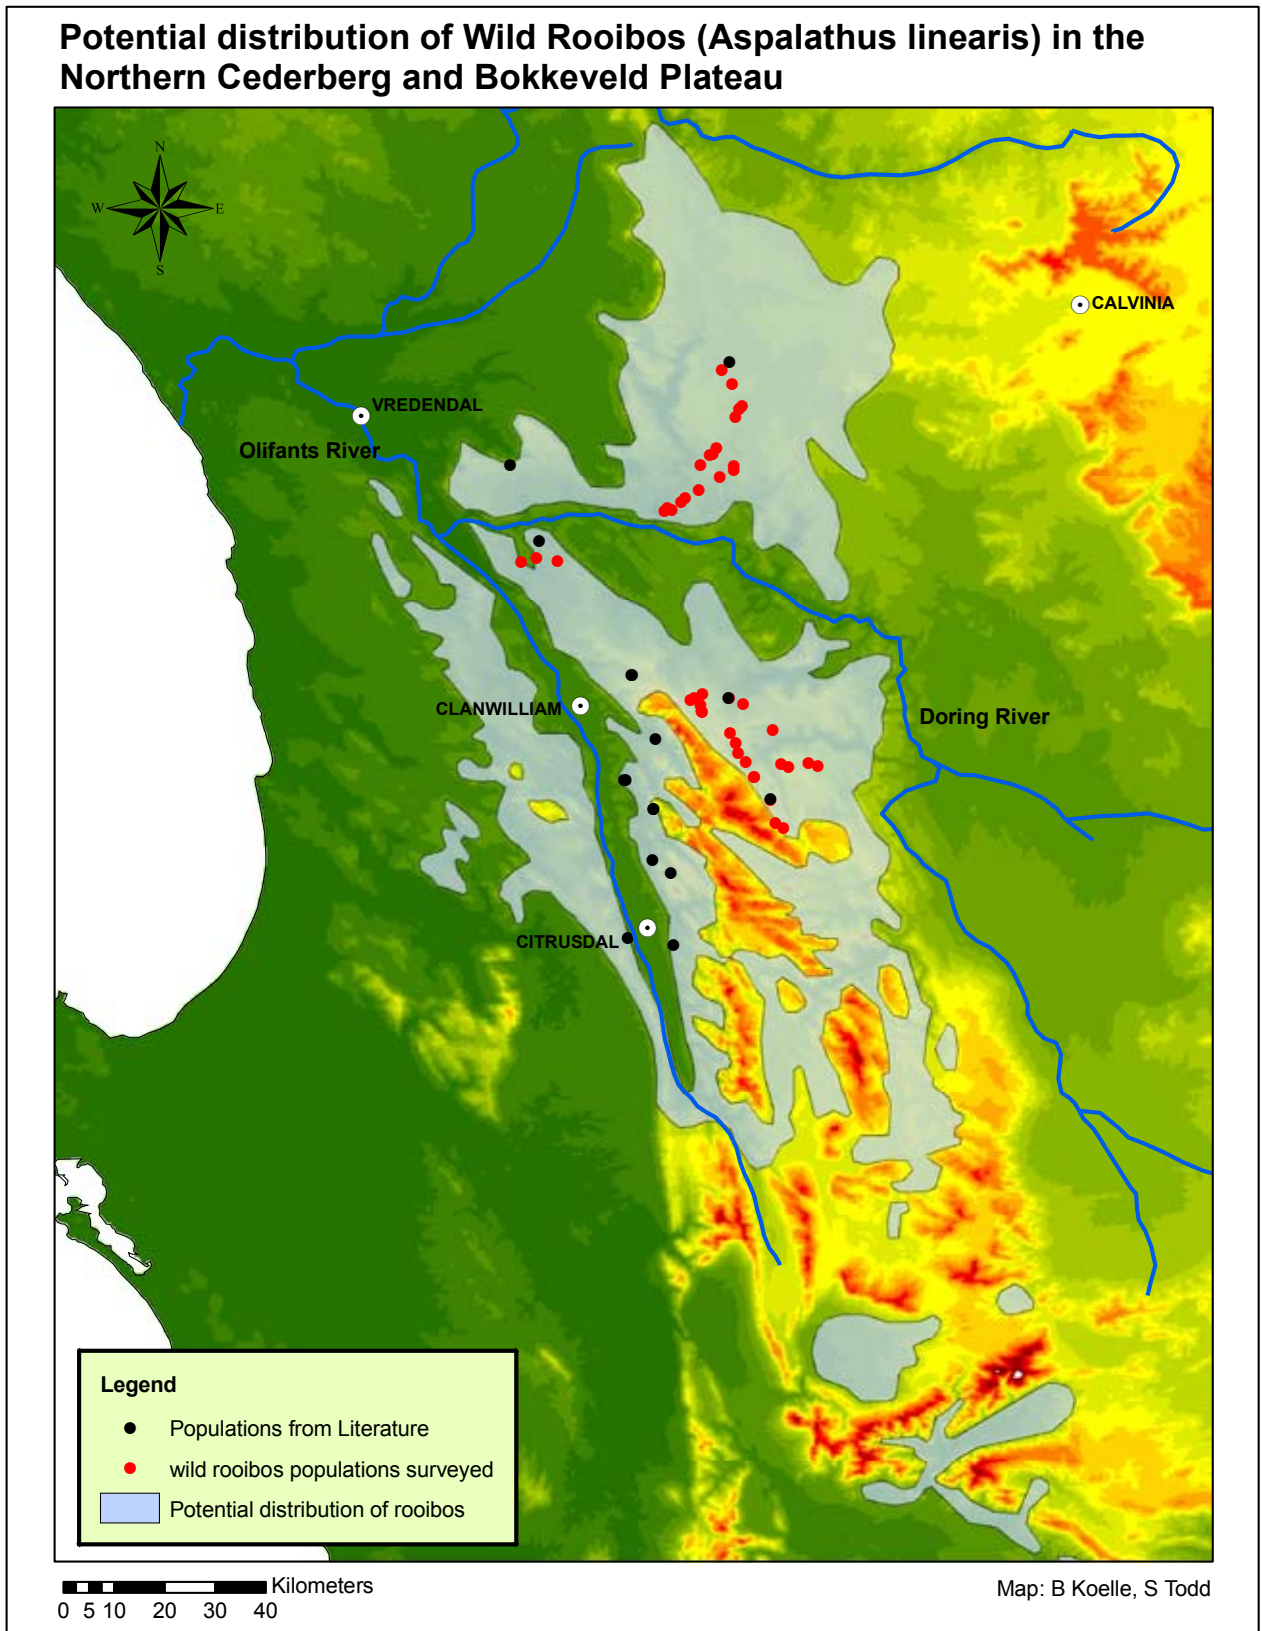 Potential distribution of Wild Rooibos (Aspalathus linearis) in the
Northern Cederberg and Bokkeveld Plateau
N
W E
S
CALVINIA
VREDENDAL
Olifants River
CLANWILLIAM
Doring River
CITRUSDAL
Legend
Populations from Literature
wild rooibos populations surveyed
Potential distribution of rooibos
Kilometers
0 5 10 20 30 40
Map: B Koelle, S Todd